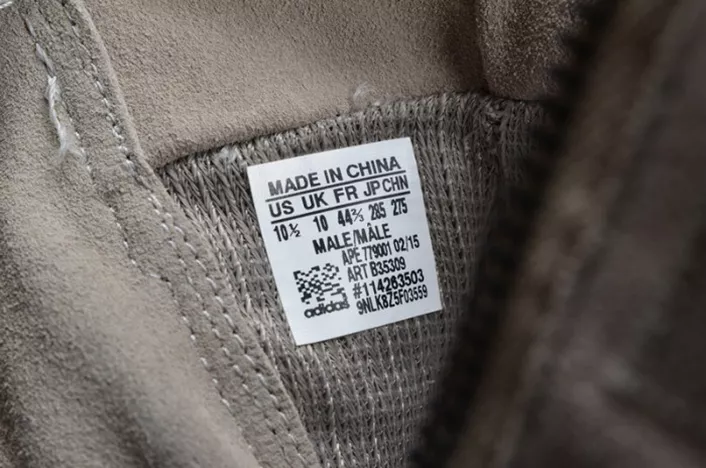 MADE IN CHINA
US UK FR JP CHN
10½ 10 44⅔ 285 275
MALE/MÂLE
APE 779001 02/15
ART B35309
#114263503
9NLK8Z5F03559
adidas